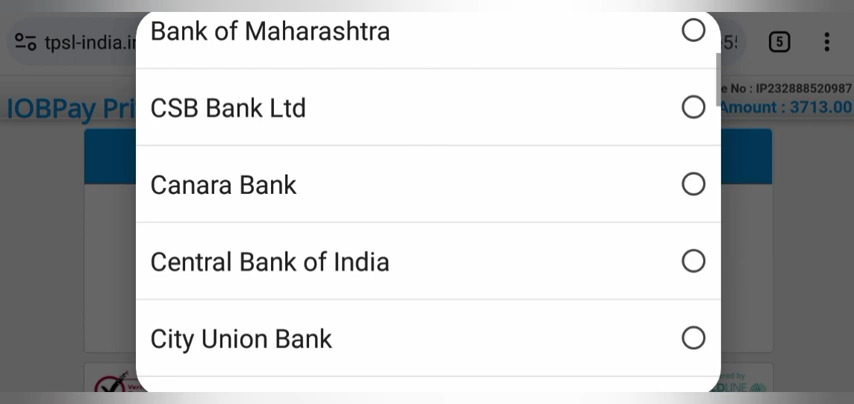 tpsl-india.in
5
Bank of Maharashtra
e No : IP232888520987
IOBPay Pri
Amount : 3713.00
CSB Bank Ltd
Canara Bank
Central Bank of India
City Union Bank